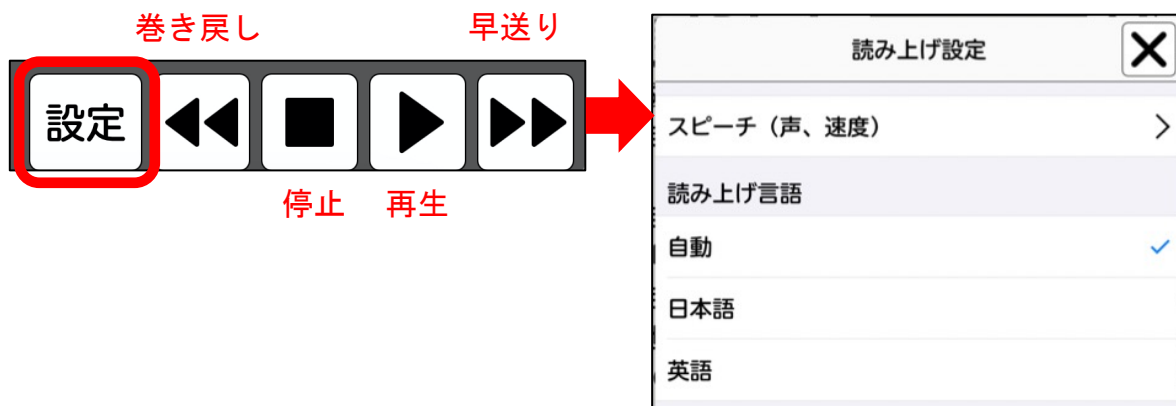 巻き戻し
早送り
設定
停止
再生
読み上げ設定
スピーチ（声、速度）
読み上げ言語
自動
日本語
英語